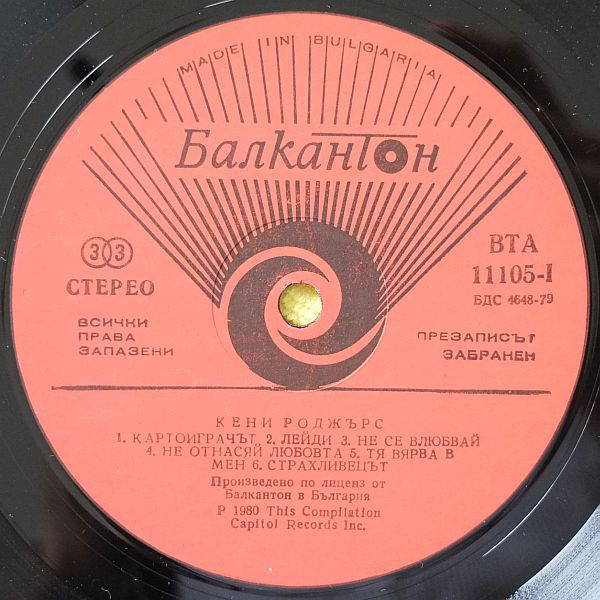 MADE IN BULGARIA
Балкантон
33
СТЕРЕО
ВТА
11105-I
БДС 4648-79
ВСИЧКИ
ПРАВА
ЗАПАЗЕНИ
ПРЕЗАПИСЪТ
ЗАБРАНЕН
КЕНИ РОДЖЪРС
1. КАРТОИГРАЧЪТ 2. ЛЕЙДИ 3. НЕ СЕ ВЛЮБВАЙ
4. НЕ ОТНАСЯЙ ЛЮБОВТА 5. ТЯ ВЯРВА В
МЕН 6. СТРАХЛИВЕЦЪТ
Произведено по лиценз от
Балкантон в България
P 1980 This Compilation
Capitol Records Inc.